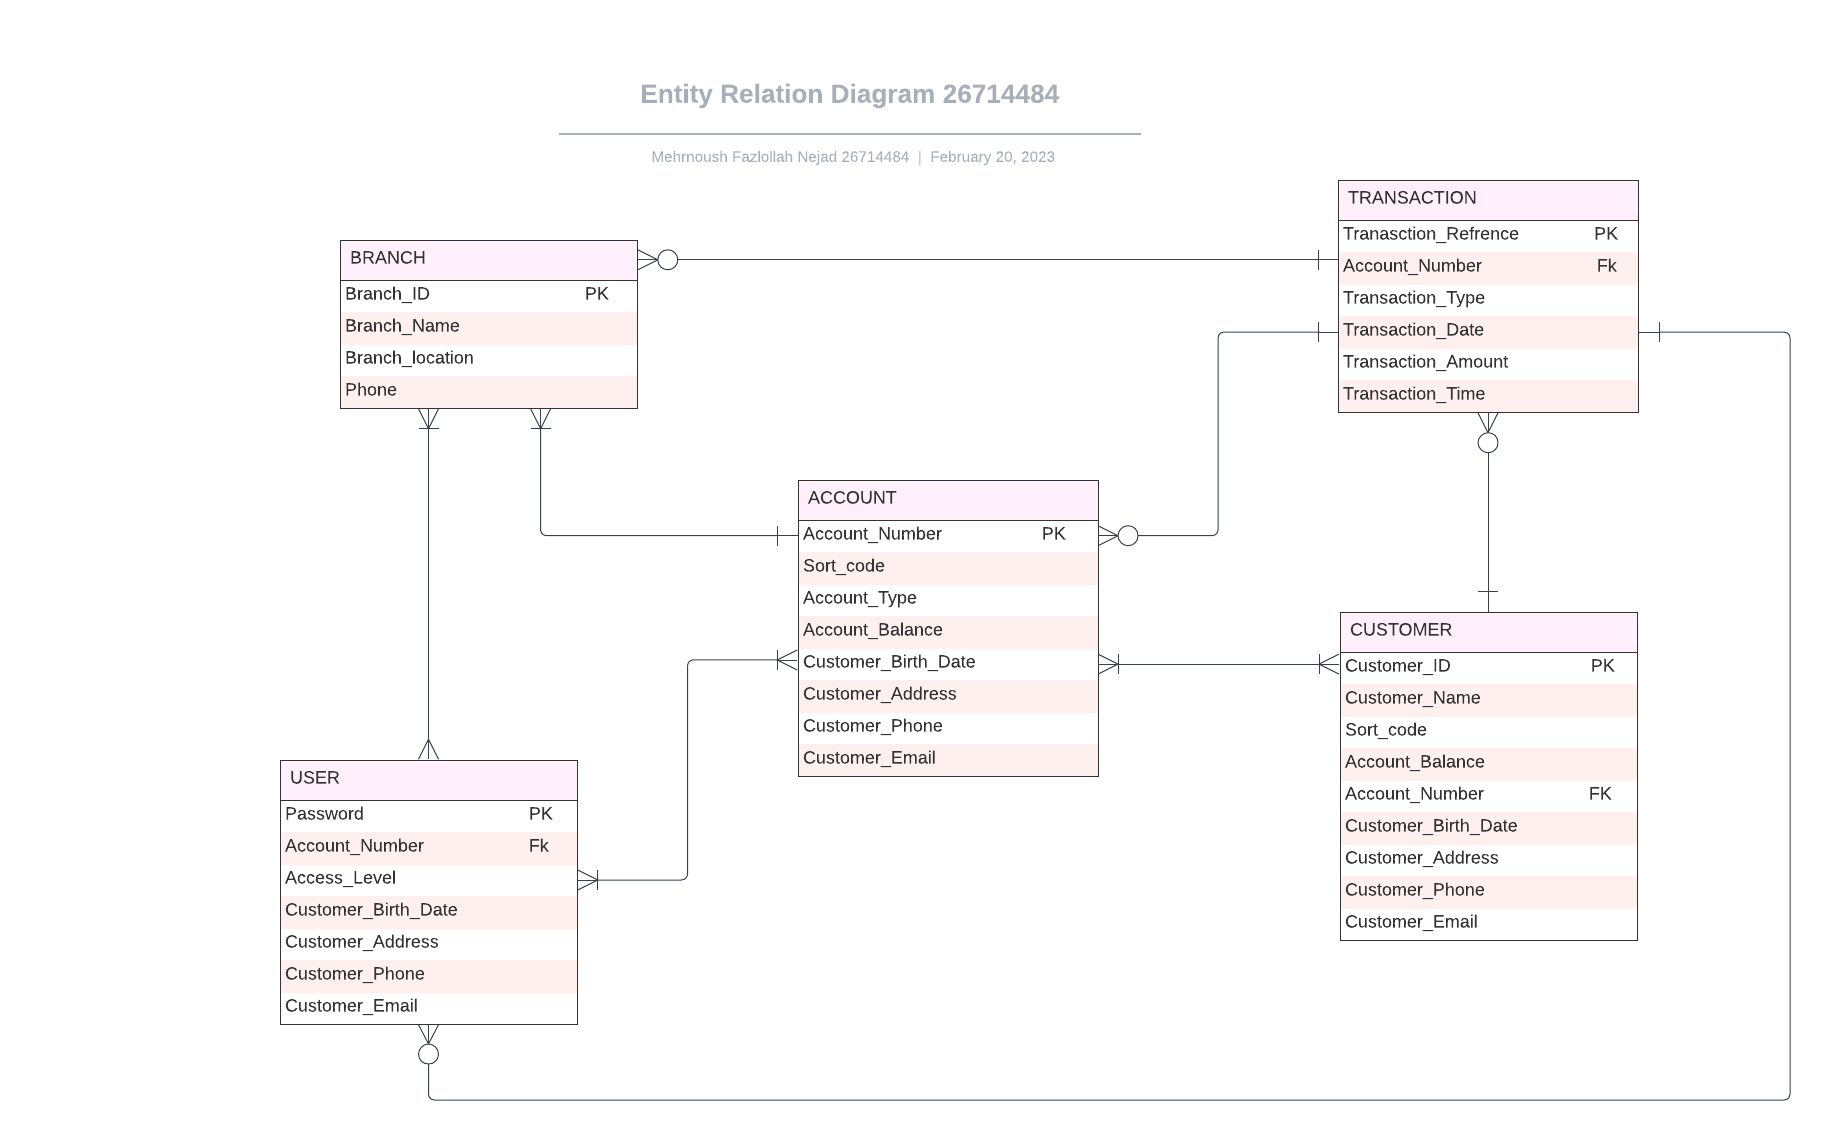 Entity Relation Diagram 26714484
Mehrnoush Fazlollah Nejad 26714484 | February 20, 2023
BRANCH
Branch_ID PK
Branch_Name
Branch_location
Phone
TRANSACTION
Tranasction_Refrence PK
Account_Number Fk
Transaction_Type
Transaction_Date
Transaction_Amount
Transaction_Time
ACCOUNT
Account_Number PK
Sort_code
Account_Type
Account_Balance
Customer_Birth_Date
Customer_Address
Customer_Phone
Customer_Email
CUSTOMER
Customer_ID PK
Customer_Name
Sort_code
Account_Balance
Account_Number FK
Customer_Birth_Date
Customer_Address
Customer_Phone
Customer_Email
USER
Password PK
Account_Number Fk
Access_Level
Customer_Birth_Date
Customer_Address
Customer_Phone
Customer_Email